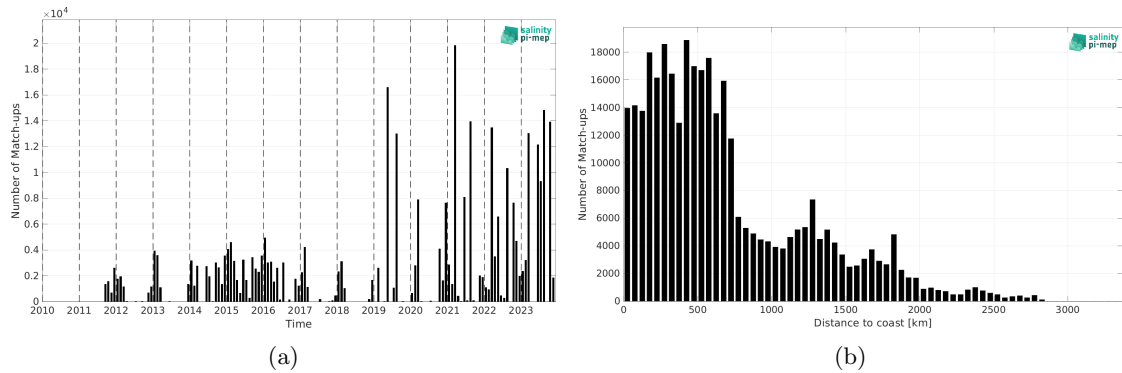 ×10⁴
salinity
pi-mep
Number of Match-ups
2
1.8
1.6
1.4
1.2
1
0.8
0.6
0.4
0.2
0
2010 2011 2012 2013 2014 2015 2016 2017 2018 2019 2020 2021 2022 2023
Time
(a)
salinity
pi-mep
Number of Match-ups
18000
16000
14000
12000
10000
8000
6000
4000
2000
0
0 500 1000 1500 2000 2500 3000
Distance to coast [km]
(b)